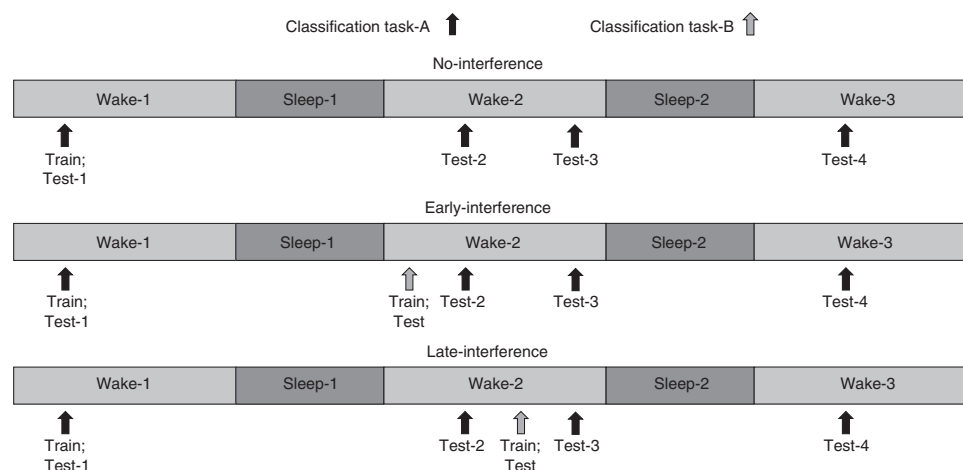 Classification task-A Classification task-B
No-interference
Wake-1 Sleep-1 Wake-2 Sleep-2 Wake-3
Train; Test-2 Test-3 Test-4
Test-1
Early-interference
Wake-1 Sleep-1 Wake-2 Sleep-2 Wake-3
Train; Train; Test-2 Test-3 Test-4
Test-1 Test
Late-interference
Wake-1 Sleep-1 Wake-2 Sleep-2 Wake-3
Train; Test-2 Train; Test-3 Test-4
Test-1 Test